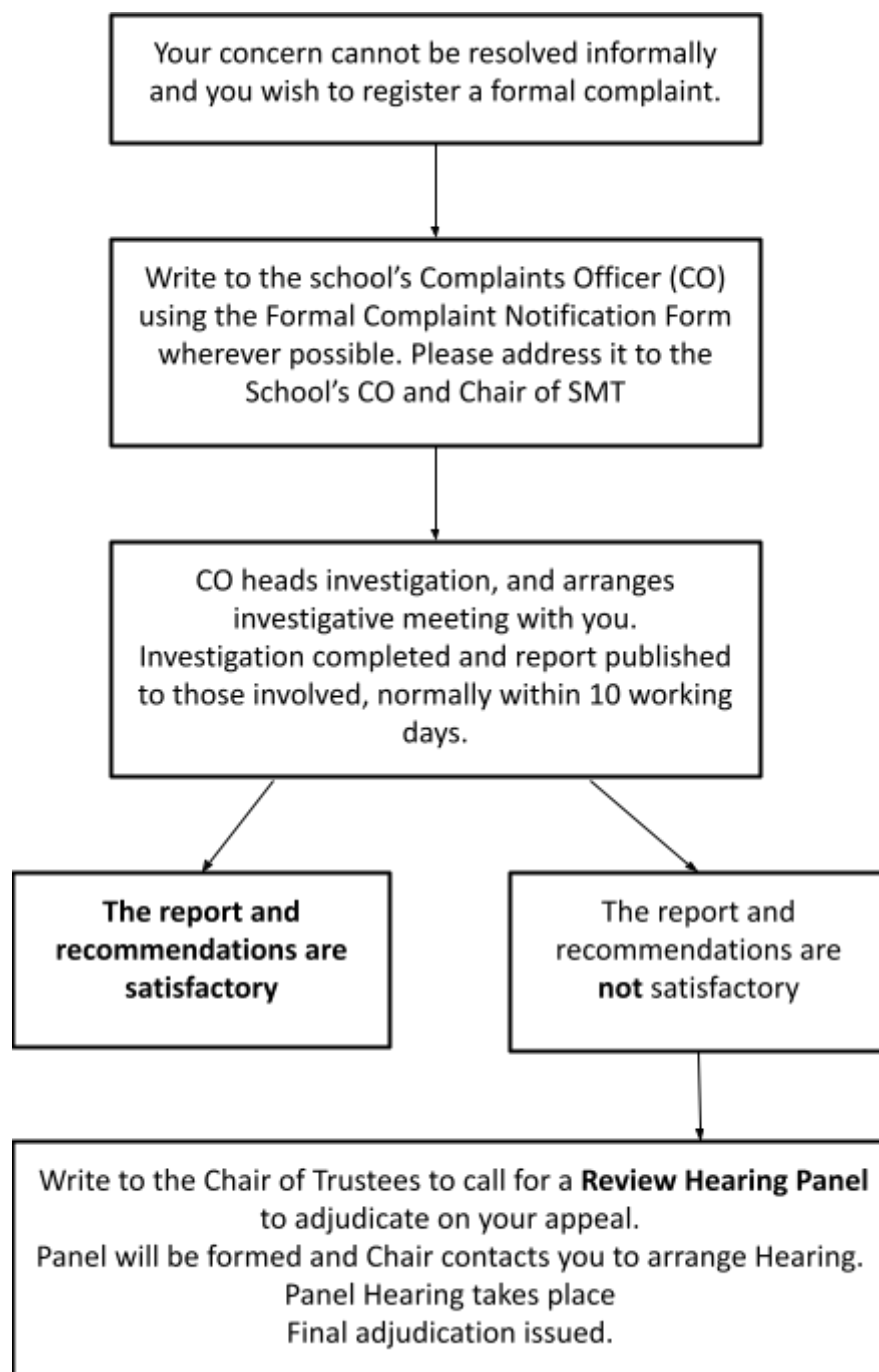 Your concern cannot be resolved informally
and you wish to register a formal complaint.
Write to the school’s Complaints Officer (CO)
using the Formal Complaint Notification Form
wherever possible. Please address it to the
School’s CO and Chair of SMT
CO heads investigation, and arranges
investigative meeting with you.
Investigation completed and report published
to those involved, normally within 10 working
days.
The report and
recommendations are
satisfactory
The report and
recommendations are
not satisfactory
Write to the Chair of Trustees to call for a Review Hearing Panel
to adjudicate on your appeal.
Panel will be formed and Chair contacts you to arrange Hearing.
Panel Hearing takes place
Final adjudication issued.